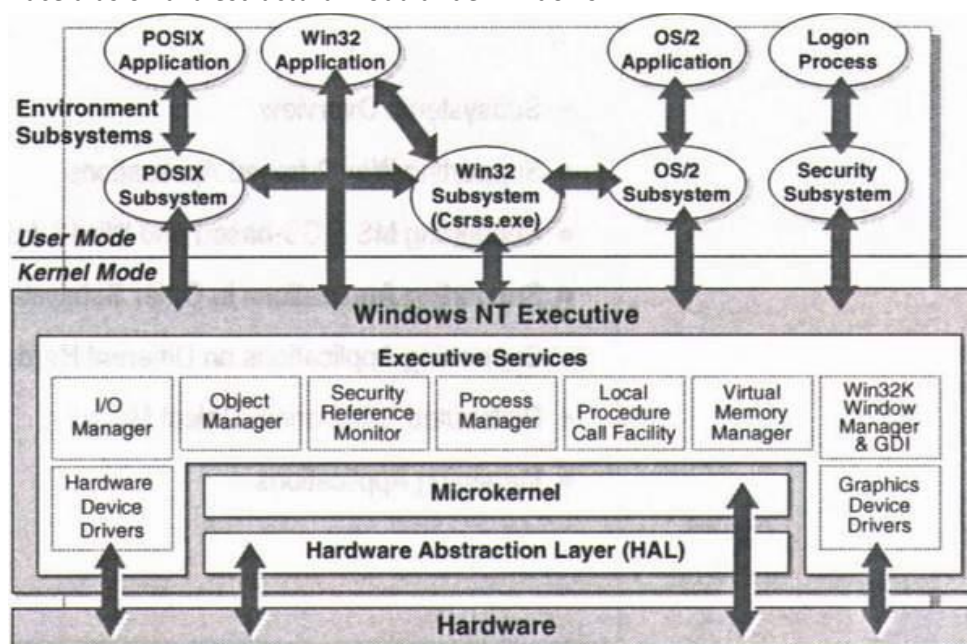 POSIX
Application
Win32
Application
OS/2
Application
Logon
Process
Environment
Subsystems
Subsystem Overview
POSIX
Subsystem
Win32
Subsystem
(Csrss.exe)
OS/2
Subsystem
Security
Subsystem
User Mode
Kernel Mode
Windows NT Executive
Executive Services
I/O
Manager
Object
Manager
Security
Reference
Monitor
Process
Manager
Local
Procedure
Call Facility
Virtual
Memory
Manager
Win32K
Window
Manager
& GDI
Hardware
Device
Drivers
Microkernel
Graphics
Device
Drivers
Hardware Abstraction Layer (HAL)
Hardware